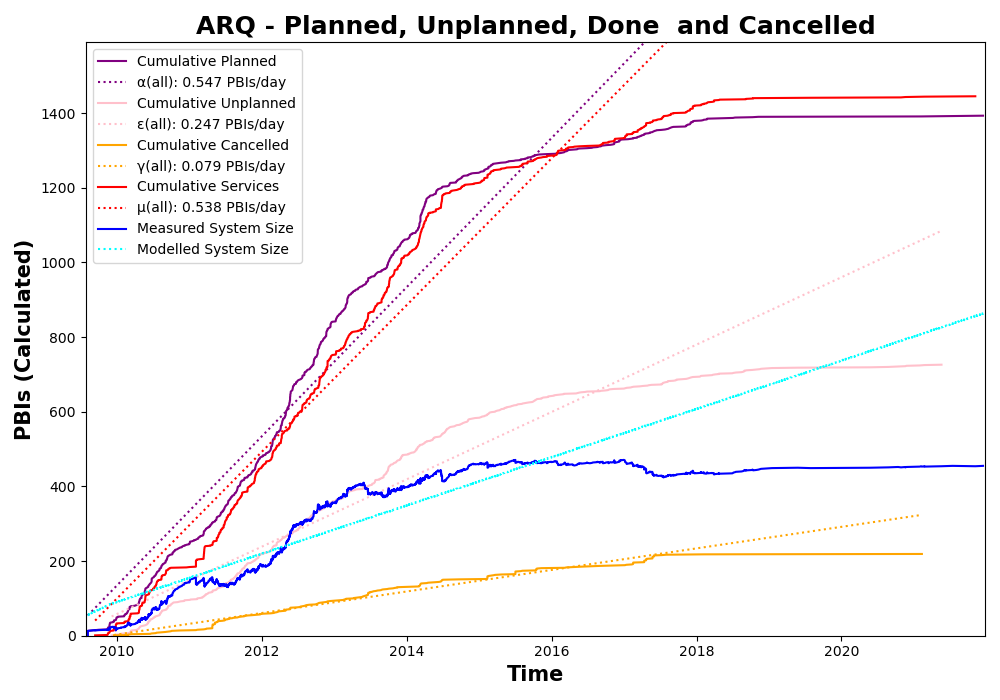 ARQ - Planned, Unplanned, Done  and Cancelled
Cumulative Planned
α(all): 0.547 PBIs/day
Cumulative Unplanned
ε(all): 0.247 PBIs/day
Cumulative Cancelled
γ(all): 0.079 PBIs/day
Cumulative Services
μ(all): 0.538 PBIs/day
Measured System Size
Modelled System Size
PBIs (Calculated)
1400
1200
1000
800
600
400
200
0
2010 2012 2014 2016 2018 2020
Time